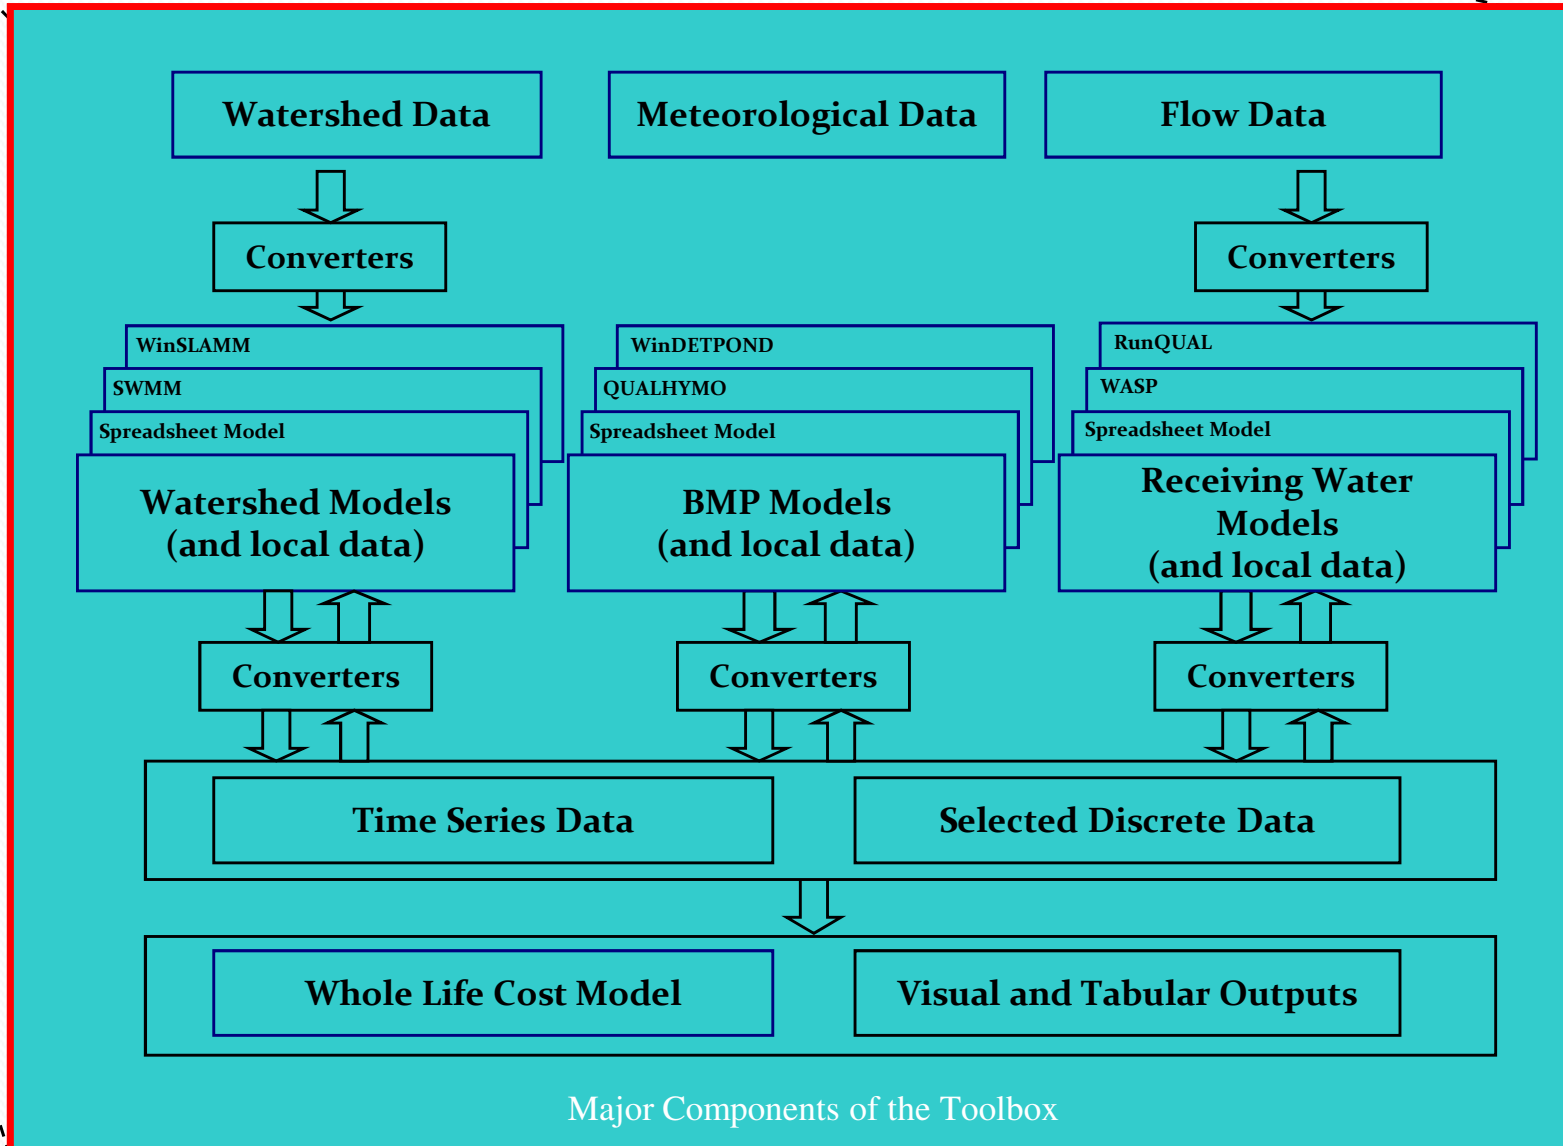 Watershed Data
Meteorological Data
Flow Data
Converters
Converters
WinSLAMM
SWMM
Spreadsheet Model
Watershed Models
(and local data)
WinDETPOND
QUALHYMO
Spreadsheet Model
BMP Models
(and local data)
RunQUAL
WASP
Spreadsheet Model
Receiving Water
Models
(and local data)
Converters
Converters
Converters
Time Series Data
Selected Discrete Data
Whole Life Cost Model
Visual and Tabular Outputs
Major Components of the Toolbox